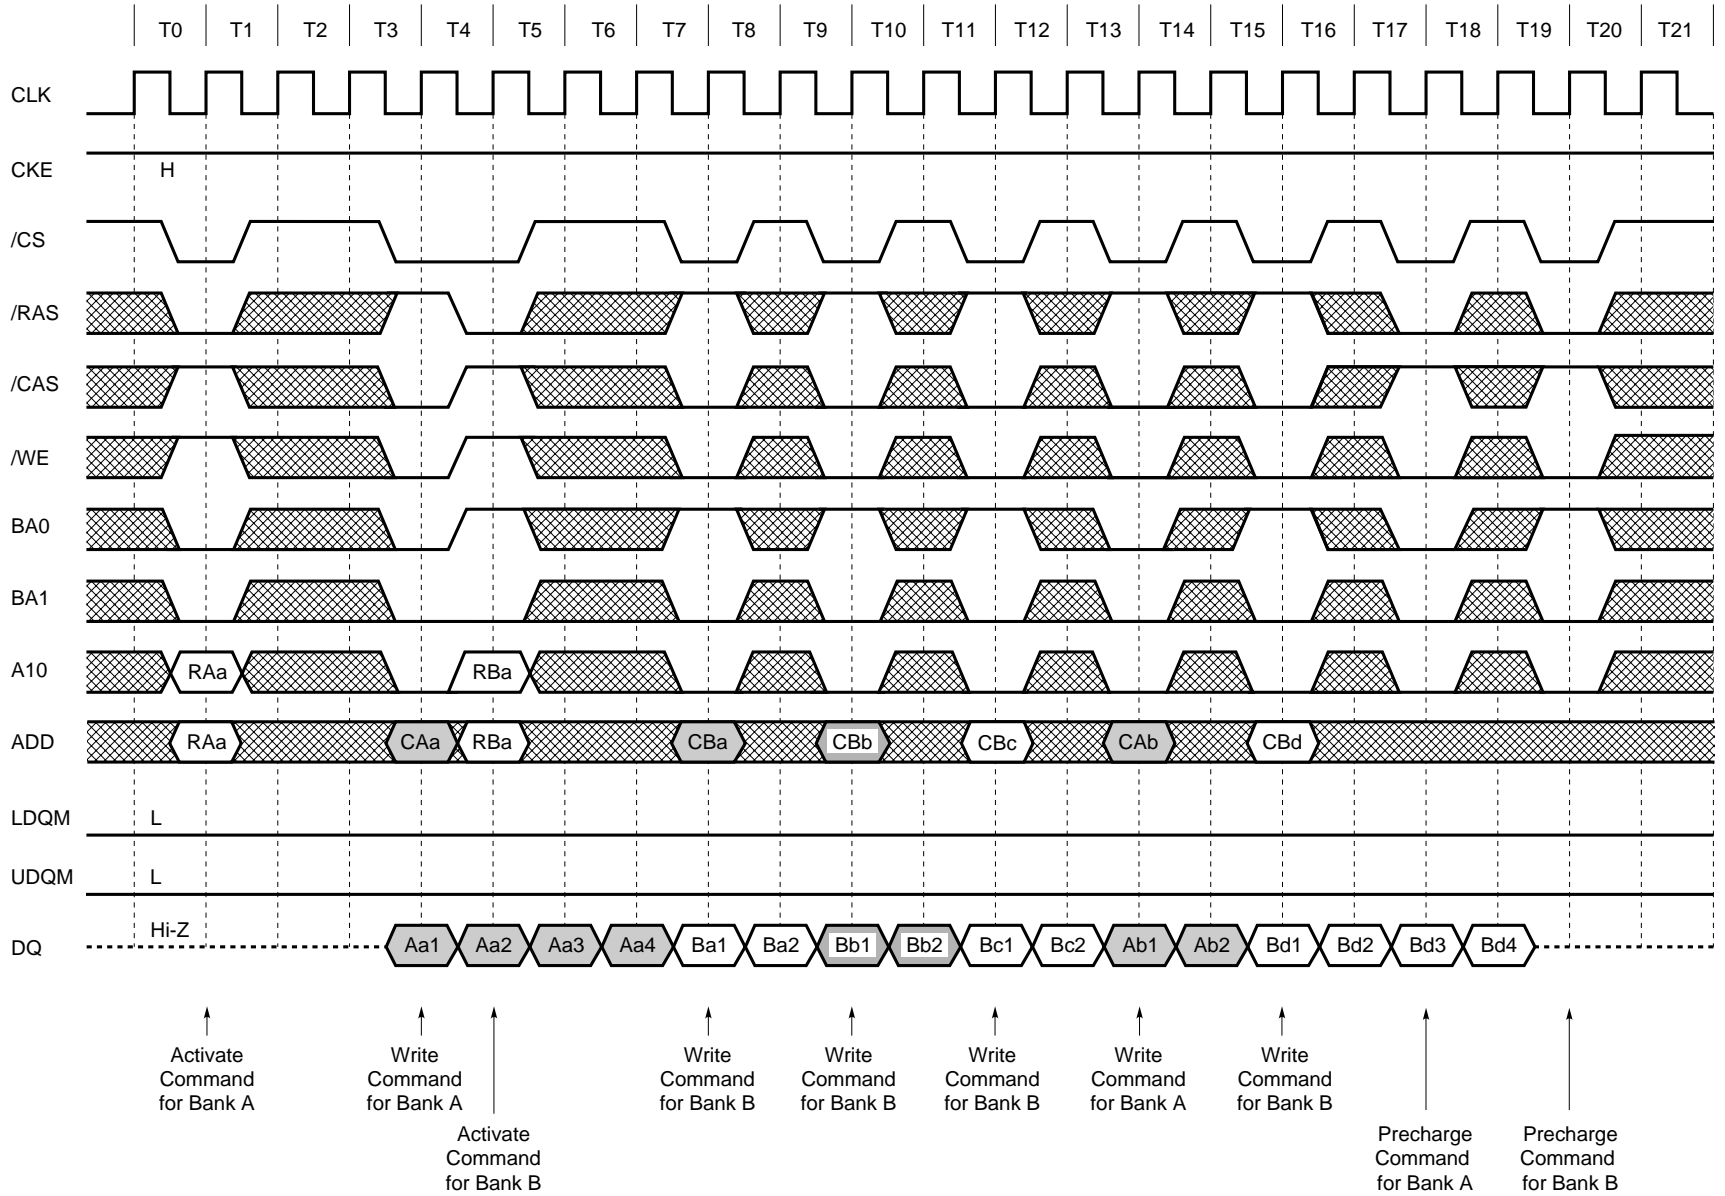 T0 T1 T2 T3 T4 T5 T6 T7 T8 T9 T10 T11 T12 T13 T14 T15 T16 T17 T18 T19 T20 T21
CLK
CKE H
/CS
/RAS
/CAS
/WE
BA0
BA1
A10 RAa RBa
ADD RAa CAa RBa CBa CBb CBc CAb CBd
LDQM L
UDQM L
DQ Hi-Z Aa1 Aa2 Aa3 Aa4 Ba1 Ba2 Bb1 Bb2 Bc1 Bc2 Ab1 Ab2 Bd1 Bd2 Bd3 Bd4
Activate
Command
for Bank A
Write
Command
for Bank A
Activate
Command
for Bank B
Write
Command
for Bank B
Write
Command
for Bank B
Write
Command
for Bank B
Write
Command
for Bank A
Write
Command
for Bank B
Precharge
Command
for Bank A
Precharge
Command
for Bank B